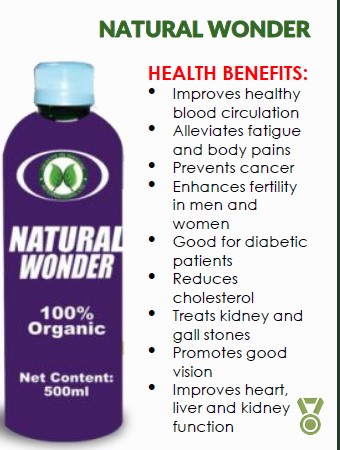 NATURAL WONDER
HEALTH BENEFITS:
• Improves healthy
blood circulation
• Alleviates fatigue
and body pains
• Prevents cancer
• Enhances fertility
in men and
women
• Good for diabetic
patients
• Reduces
cholesterol
• Treats kidney and
gall stones
• Promotes good
vision
• Improves heart,
liver and kidney
function
NATURAL
WONDER
100%
Organic
Net Content:
500ml